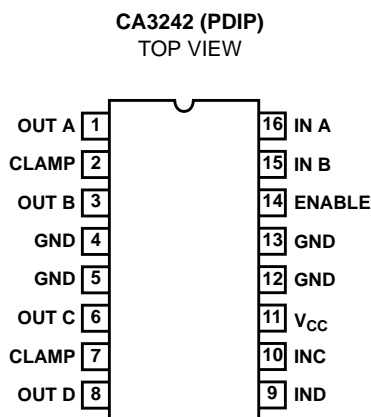 CA3242 (PDIP)
TOP VIEW
OUT A 1 16 IN A
CLAMP 2 15 IN B
OUT B 3 14 ENABLE
GND 4 13 GND
GND 5 12 GND
OUT C 6 11 VCC
CLAMP 7 10 INC
OUT D 8 9 IND